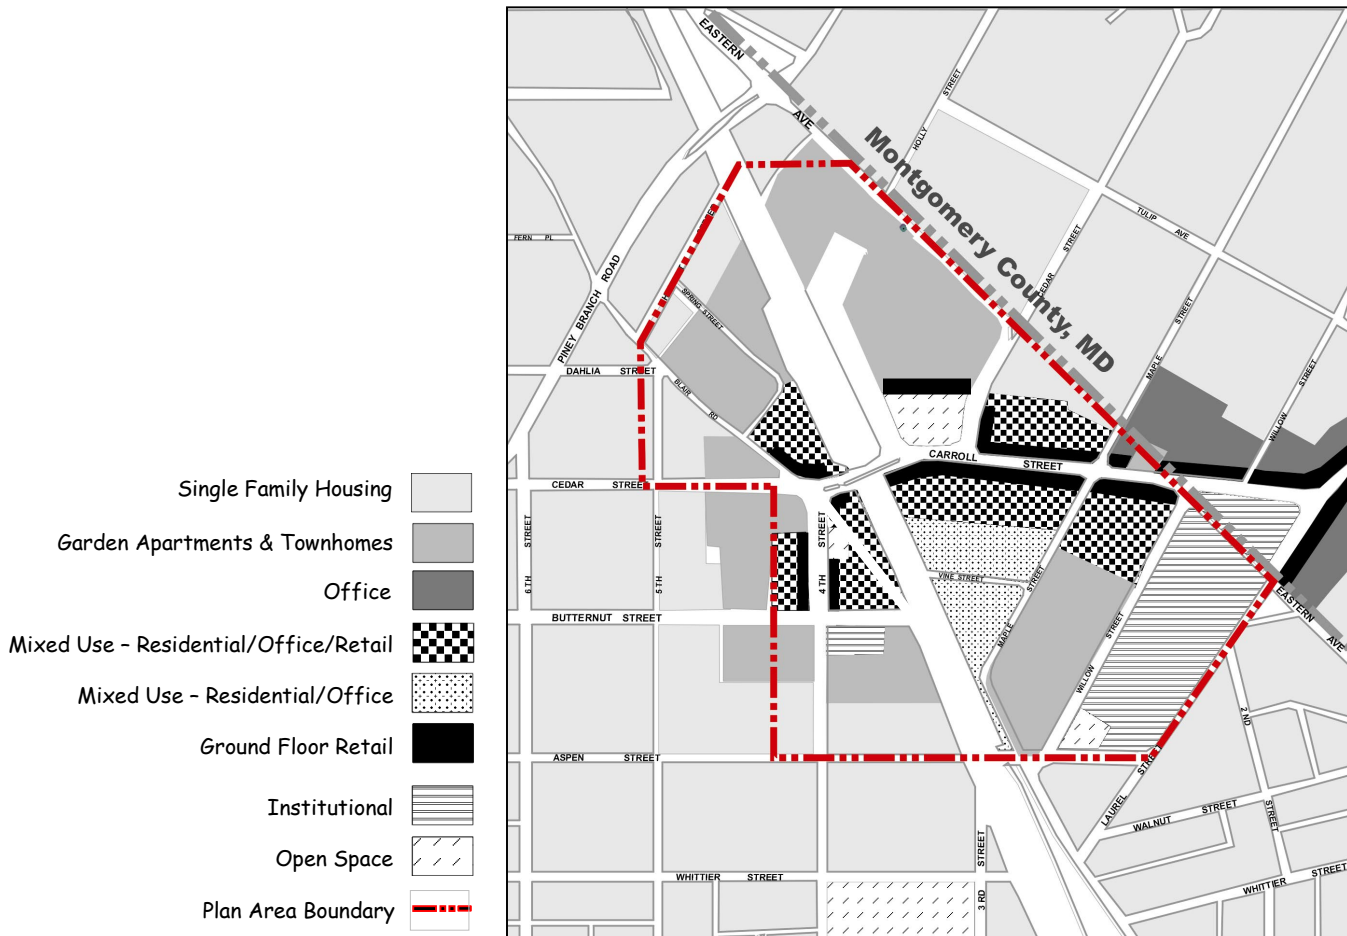 Single Family Housing
Garden Apartments & Townhomes
Office
Mixed Use – Residential/Office/Retail
Mixed Use – Residential/Office
Ground Floor Retail
Institutional
Open Space
Plan Area Boundary
EASTERN
AVE
Montgomery County, MD
HOLLY
STREET
TULIP
AVE
CEDAR
STREET
MAPLE
STREET
WILLOW
STREET
FERN PL
PINEY BRANCH ROAD
SPRING STREET
DAHLIA STREET
BLAIR RD
CARROLL STREET
CEDAR STREET
6 TH STREET
5 TH STREET
4 TH STREET
VINE STREET
MAPLE STREET
WILLOW STREET
BUTTERNUT STREET
EASTERN AVE
2 ND STREET
ASPEN STREET
LAUREL
WALNUT STREET
WHITTIER STREET
3 RD STREET
WHITTIER STREET